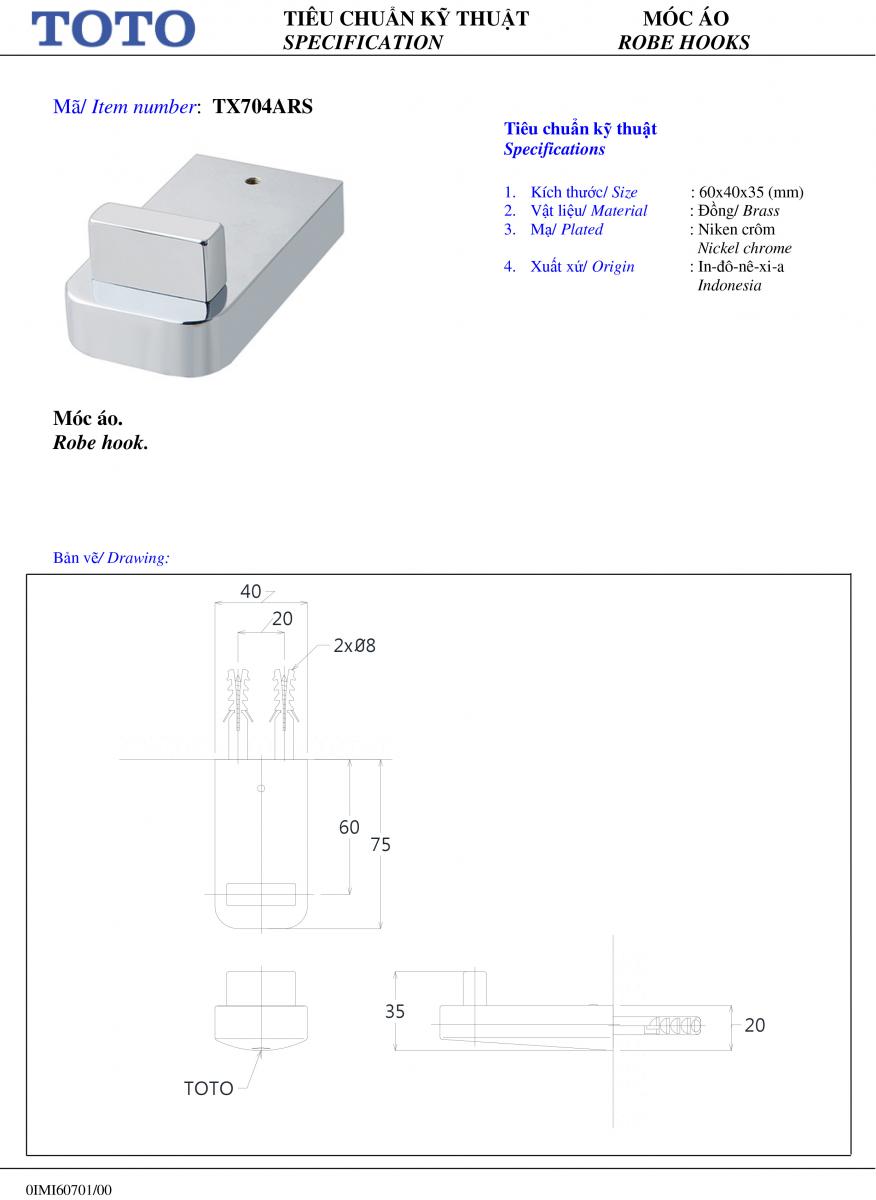 TOTO
TIÊU CHUẨN KỸ THUẬT
SPECIFICATION
MÓC ÁO
ROBE HOOKS
Mã/ Item number: TX704ARS
Tiêu chuẩn kỹ thuật
Specifications
1. Kích thước/ Size : 60x40x35 (mm)
2. Vật liệu/ Material : Đồng/ Brass
3. Mạ/ Plated : Niken crôm
Nickel chrome
4. Xuất xứ/ Origin : In-đô-nê-xi-a
Indonesia
Móc áo.
Robe hook.
Bản vẽ/ Drawing:
40
20
2xØ8
60
75
35
20
TOTO
0IMI60701/00